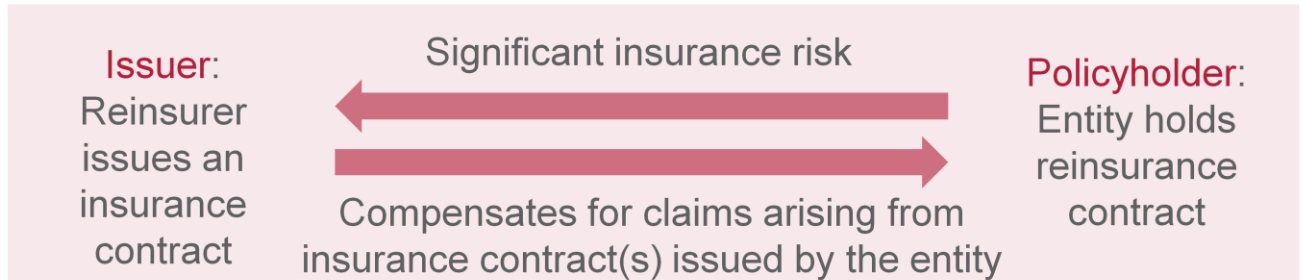 Issuer:
Reinsurer
issues an
insurance
contract
Significant insurance risk
Compensates for claims arising from
insurance contract(s) issued by the entity
Policyholder:
Entity holds
reinsurance
contract